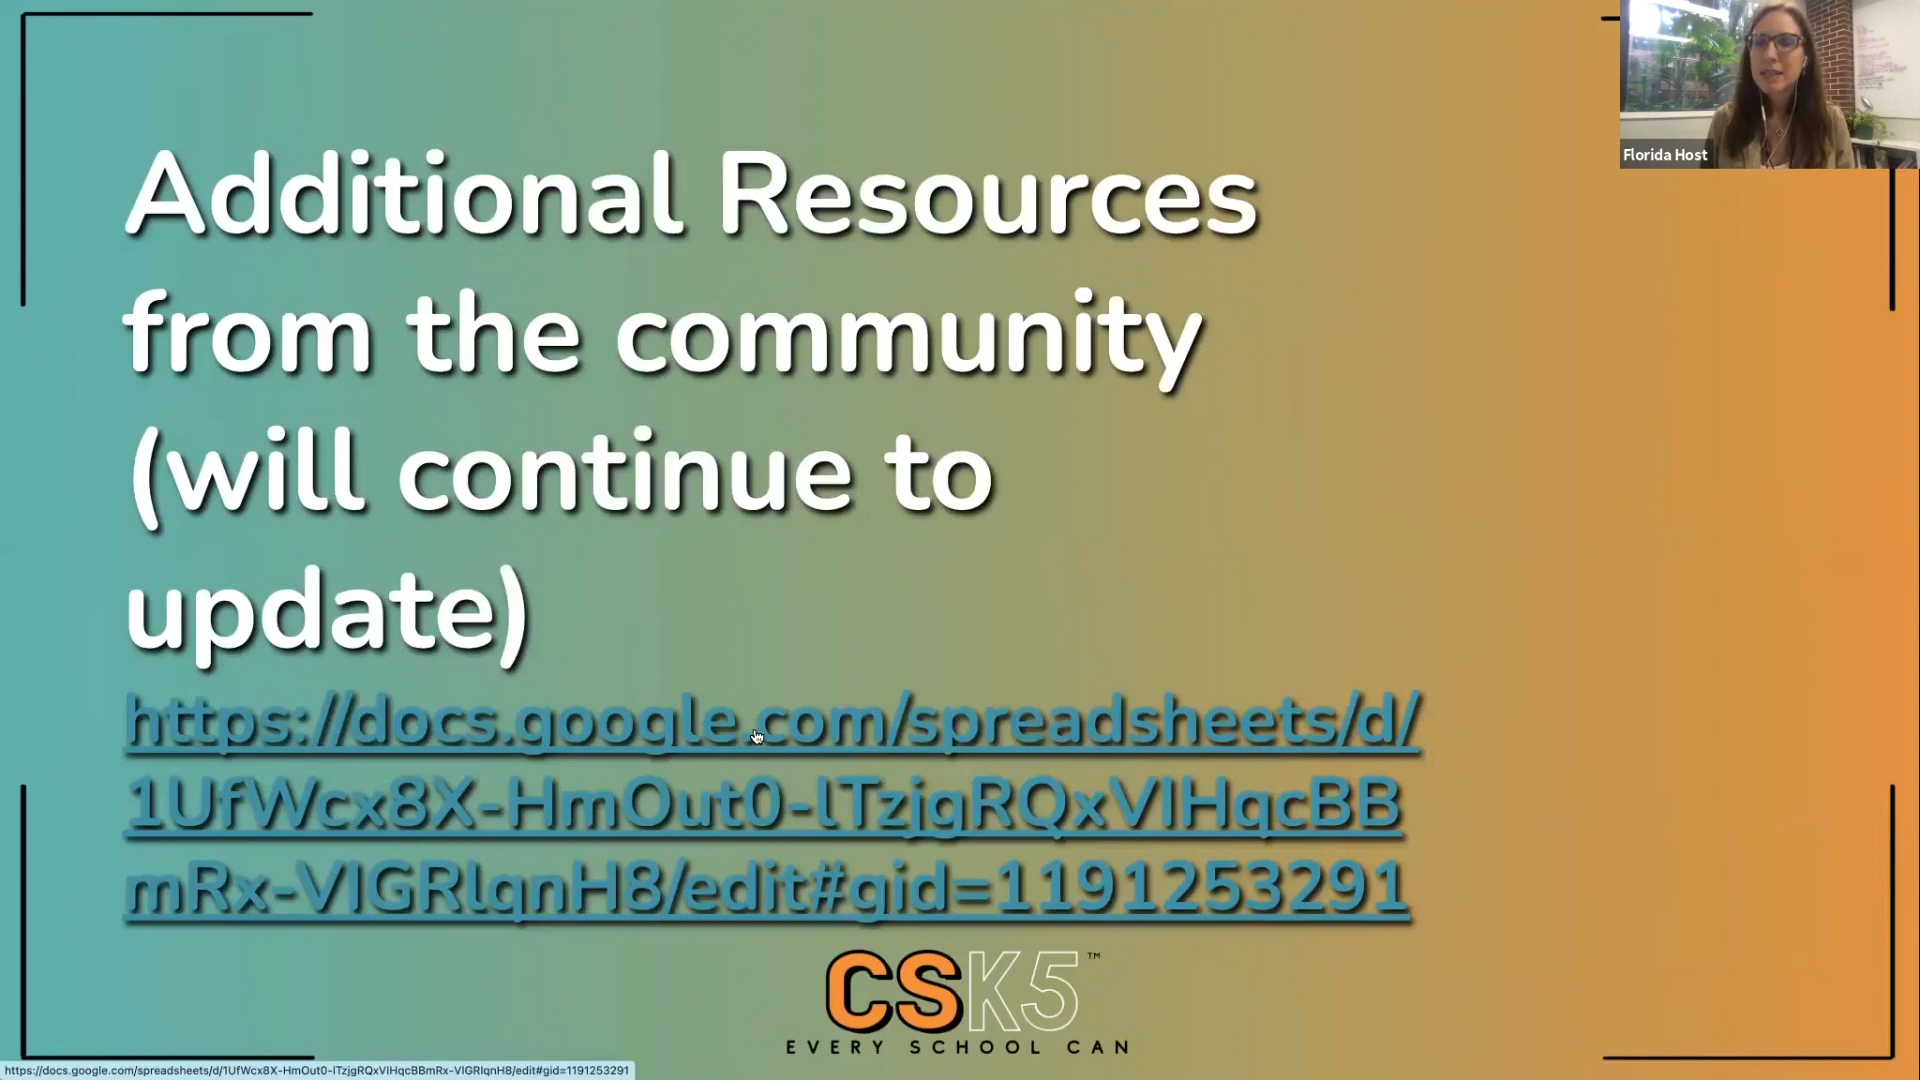 Florida Host
Additional Resources
from the community
(will continue to
update)
https://docs.google.com/spreadsheets/d/
1UfWcx8X-HmOut0-lTzjgRQxVIHqcBB
mRx-VIGRlqnH8/edit#gid=1191253291
CSK5™
EVERY SCHOOL CAN
https://docs.google.com/spreadsheets/d/1UfWcx8X-HmOut0-lTzjgRQxVIHqcBBmRx-VIGRlqnH8/edit#gid=1191253291